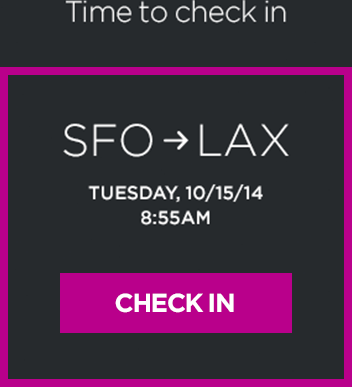 Time to check in
SFO→LAX
TUESDAY, 10/15/14
8:55AM
CHECK IN